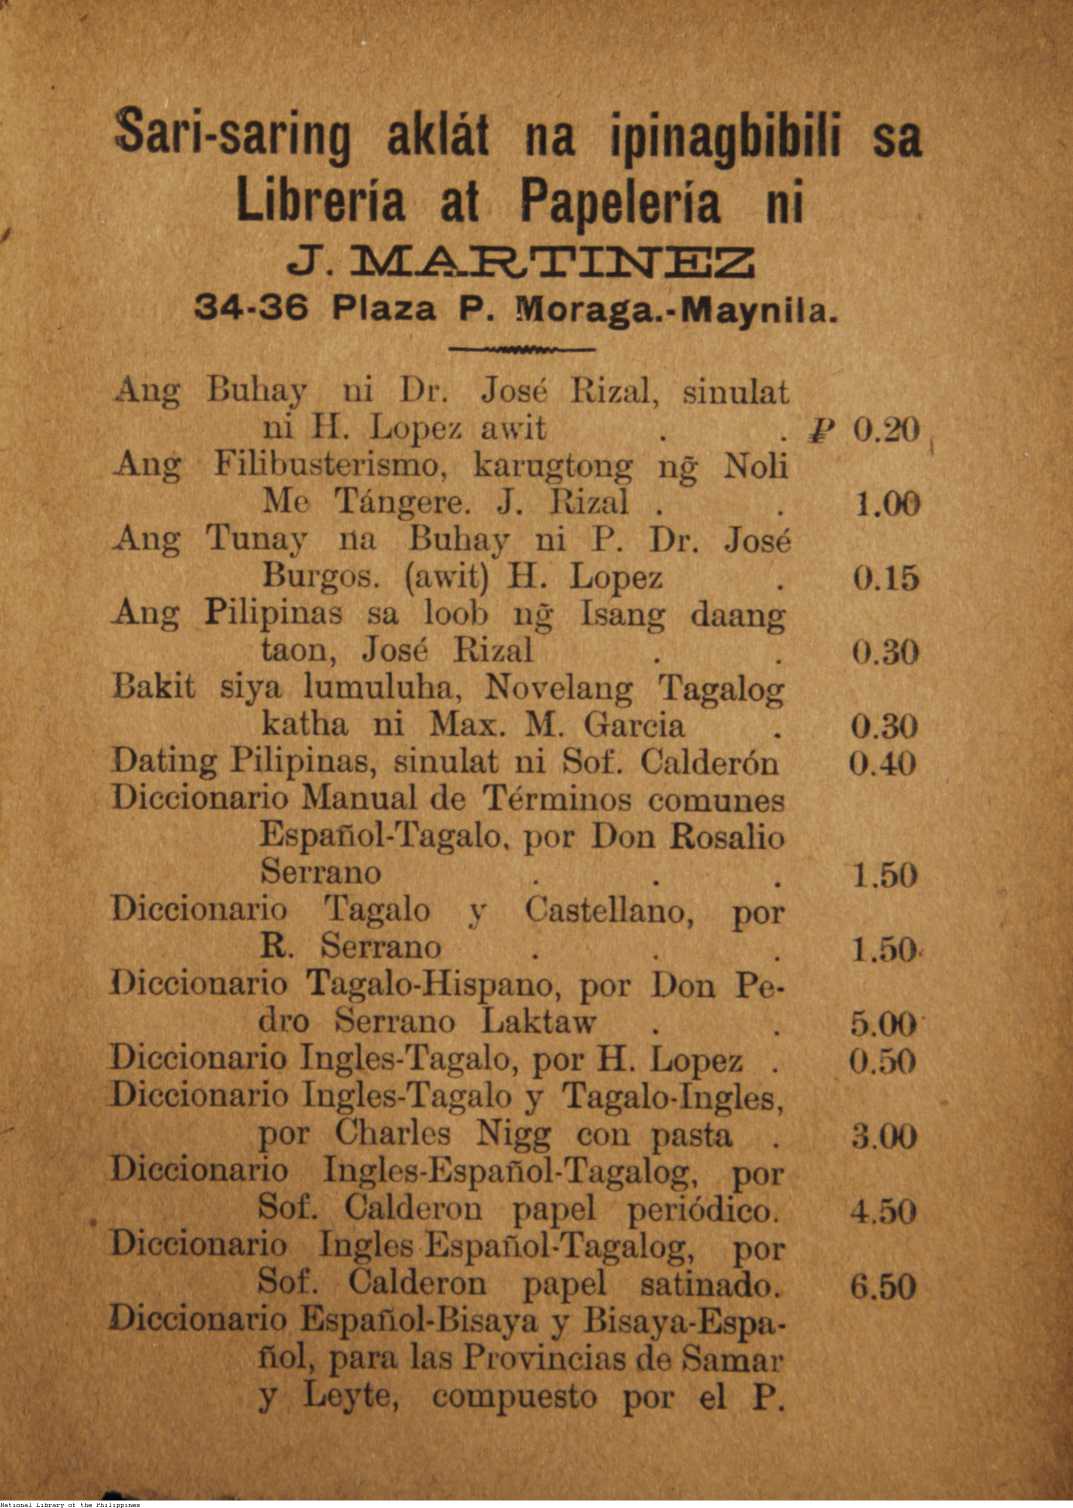 Sari-saring aklát na ipinagbibili sa
Librería at Papelería ni
J. MARTINEZ
34-36 Plaza P. Moraga.-Maynila.
Ang Buhay ni Dr. José Rizal, sinulat
ni H. Lopez awit . . ₱ 0.20
Ang Filibusterismo, karugtong ng̃ Noli
Me Tángere. J. Rizal . . 1.00
Ang Tunay na Buhay ni P. Dr. José
Burgos. (awit) H. Lopez . 0.15
Ang Pilipinas sa loob ng̃ Isang daang
taon, José Rizal . . 0.30
Bakit siya lumuluha, Novelang Tagalog
katha ni Max. M. Garcia . 0.30
Dating Pilipinas, sinulat ni Sof. Calderón 0.40
Diccionario Manual de Términos comunes
Español-Tagalo, por Don Rosalio
Serrano . . . 1.50
Diccionario Tagalo y Castellano, por
R. Serrano . . . 1.50
Diccionario Tagalo-Hispano, por Don Pe-
dro Serrano Laktaw . . 5.00
Diccionario Ingles-Tagalo, por H. Lopez . 0.50
Diccionario Ingles-Tagalo y Tagalo-Ingles,
por Charles Nigg con pasta . 3.00
Diccionario Ingles-Español-Tagalog, por
Sof. Calderon papel periódico. 4.50
Diccionario Ingles Español-Tagalog, por
Sof. Calderon papel satinado. 6.50
Diccionario Español-Bisaya y Bisaya-Espa-
ñol, para las Provincias de Samar
y Leyte, compuesto por el P.
National Library of the Philippines